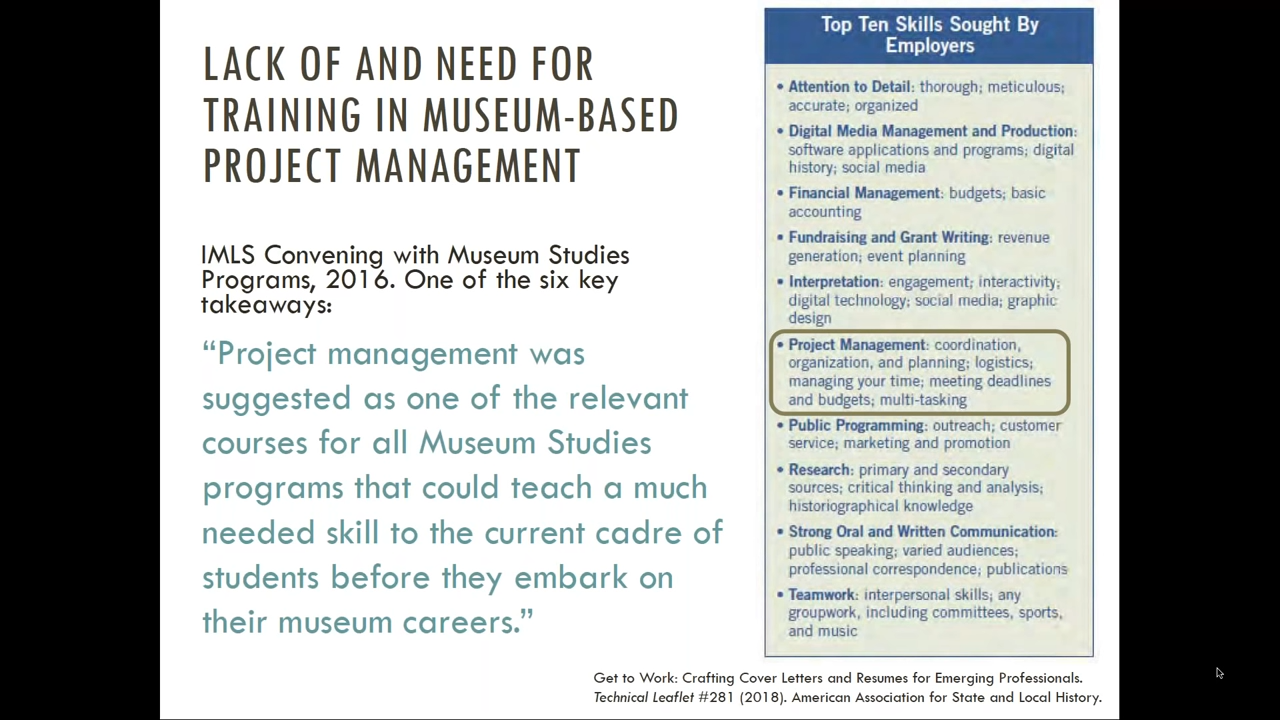 LACK OF AND NEED FOR
TRAINING IN MUSEUM-BASED
PROJECT MANAGEMENT
IMLS Convening with Museum Studies
Programs, 2016. One of the six key
takeaways:
“Project management was
suggested as one of the relevant
courses for all Museum Studies
programs that could teach a much
needed skill to the current cadre of
students before they embark on
their museum careers.”
Top Ten Skills Sought By
Employers
• Attention to Detail: thorough; meticulous;
accurate; organized
• Digital Media Management and Production:
software applications and programs; digital
history; social media
• Financial Management: budgets; basic
accounting
• Fundraising and Grant Writing: revenue
generation; event planning
• Interpretation: engagement; interactivity;
digital technology; social media; graphic
design
• Project Management: coordination,
organization, and planning; logistics;
managing your time; meeting deadlines
and budgets; multi-tasking
• Public Programming: outreach; customer
service; marketing and promotion
• Research: primary and secondary
sources; critical thinking and analysis;
historiographical knowledge
• Strong Oral and Written Communication:
public speaking; varied audiences;
professional correspondence; publications
• Teamwork: interpersonal skills; any
groupwork, including committees, sports,
and music
Get to Work: Crafting Cover Letters and Resumes for Emerging Professionals.
Technical Leaflet #281 (2018). American Association for State and Local History.